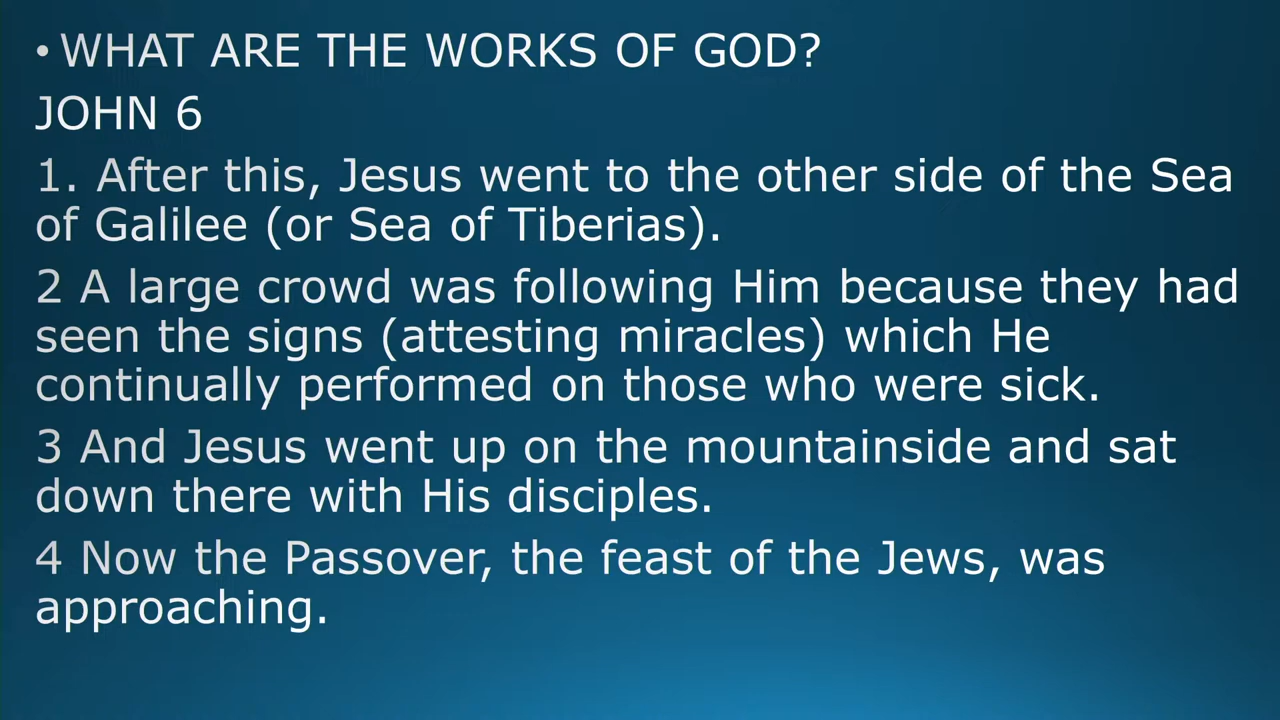 • WHAT ARE THE WORKS OF GOD?
JOHN 6
1. After this, Jesus went to the other side of the Sea
of Galilee (or Sea of Tiberias).
2 A large crowd was following Him because they had
seen the signs (attesting miracles) which He
continually performed on those who were sick.
3 And Jesus went up on the mountainside and sat
down there with His disciples.
4 Now the Passover, the feast of the Jews, was
approaching.